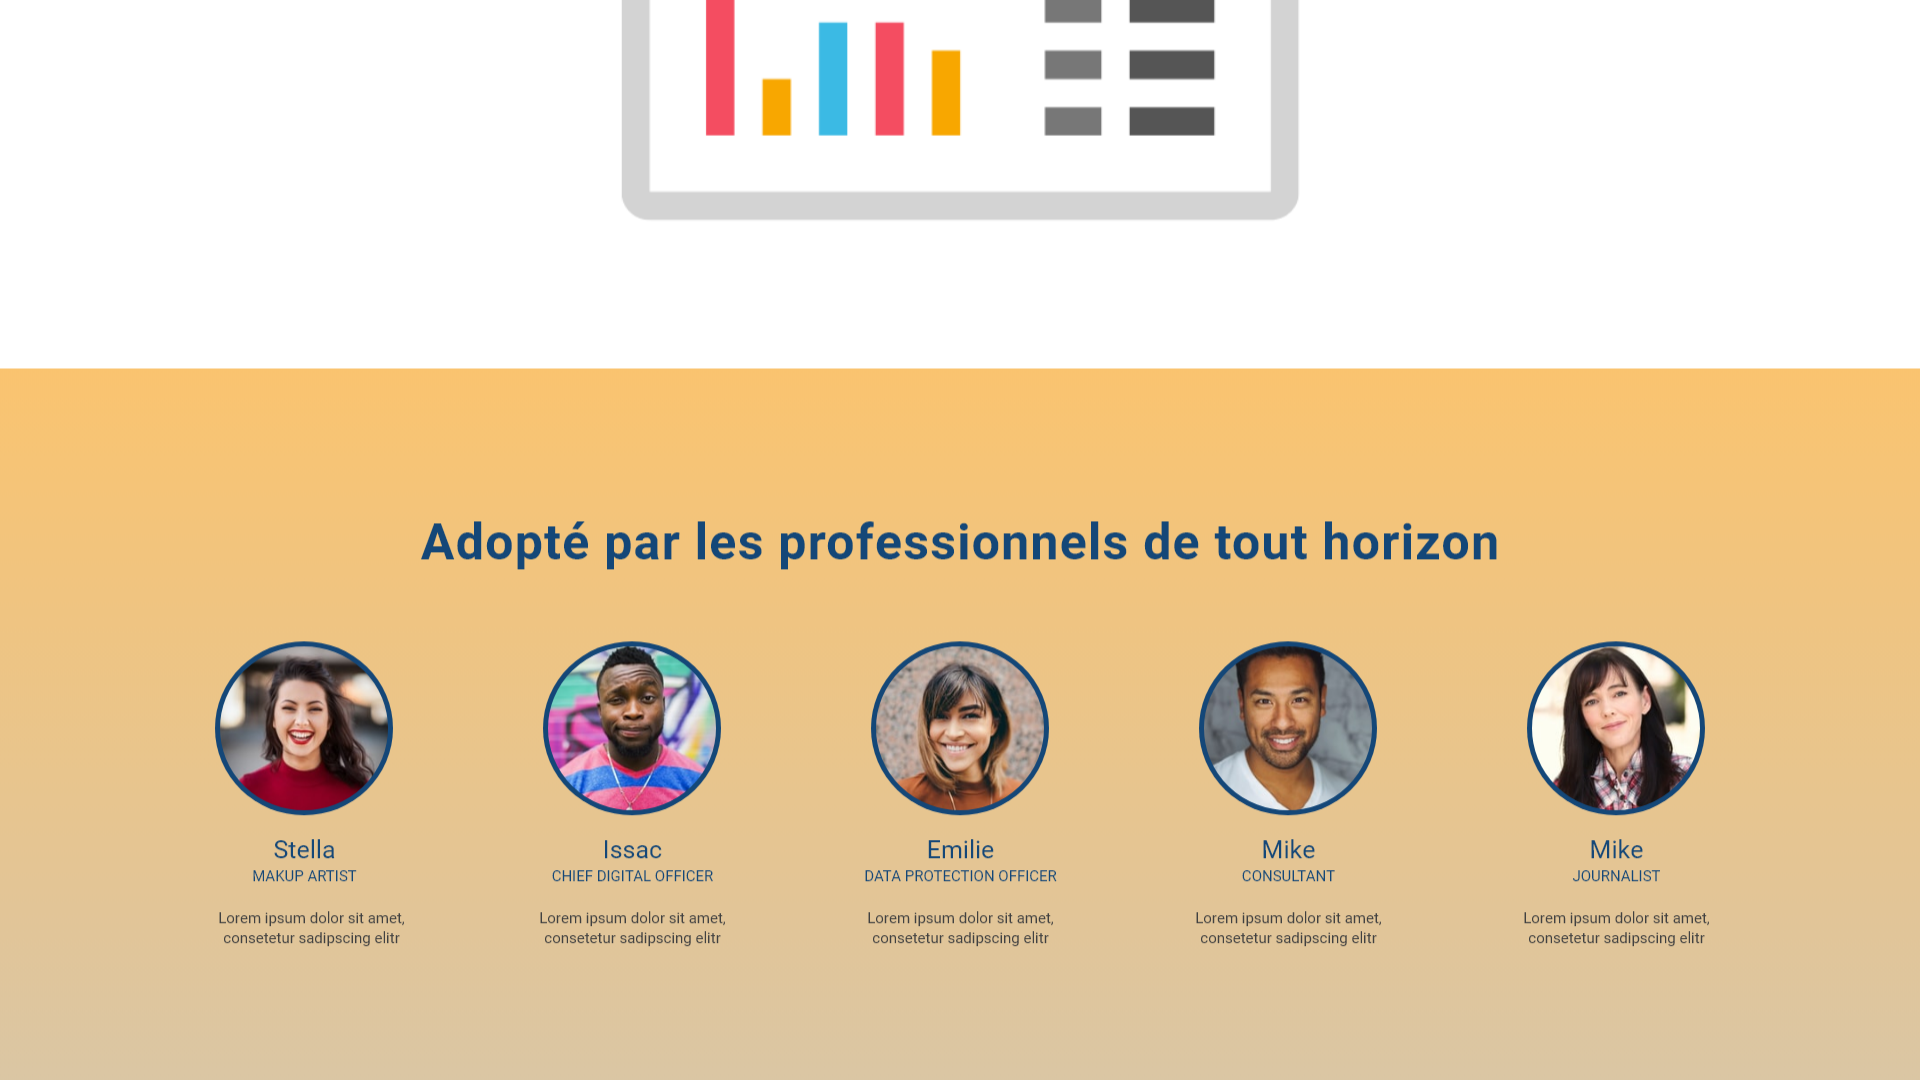 Adopté par les professionnels de tout horizon
Stella
MAKUP ARTIST
Lorem ipsum dolor sit amet,
consetetur sadipscing elitr
Issac
CHIEF DIGITAL OFFICER
Lorem ipsum dolor sit amet,
consetetur sadipscing elitr
Emilie
DATA PROTECTION OFFICER
Lorem ipsum dolor sit amet,
consetetur sadipscing elitr
Mike
CONSULTANT
Lorem ipsum dolor sit amet,
consetetur sadipscing elitr
Mike
JOURNALIST
Lorem ipsum dolor sit amet,
consetetur sadipscing elitr